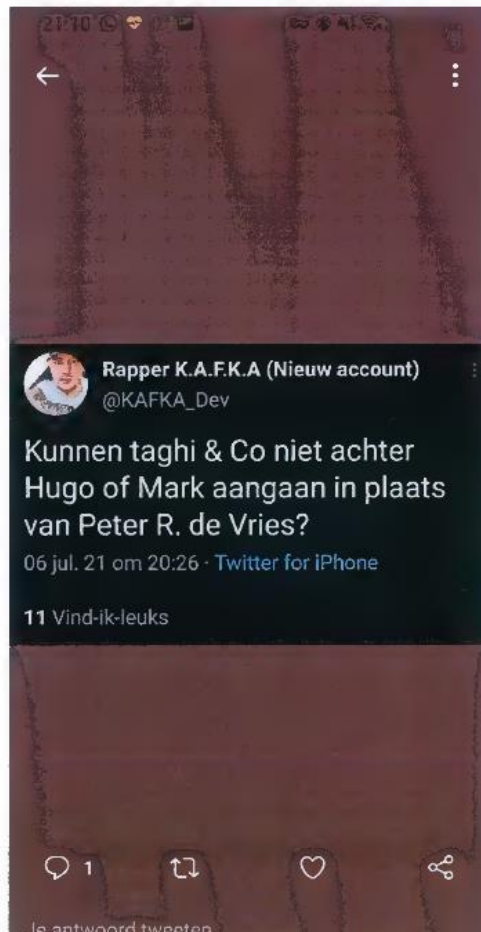 21:10
Rapper K.A.F.K.A (Nieuw account)
@KAFKA_Dev
Kunnen taghi & Co niet achter
Hugo of Mark aangaan in plaats
van Peter R. de Vries?
06 jul. 21 om 20:26 · Twitter for iPhone
11 Vind-ik-leuks
1
Je antwoord tweeten